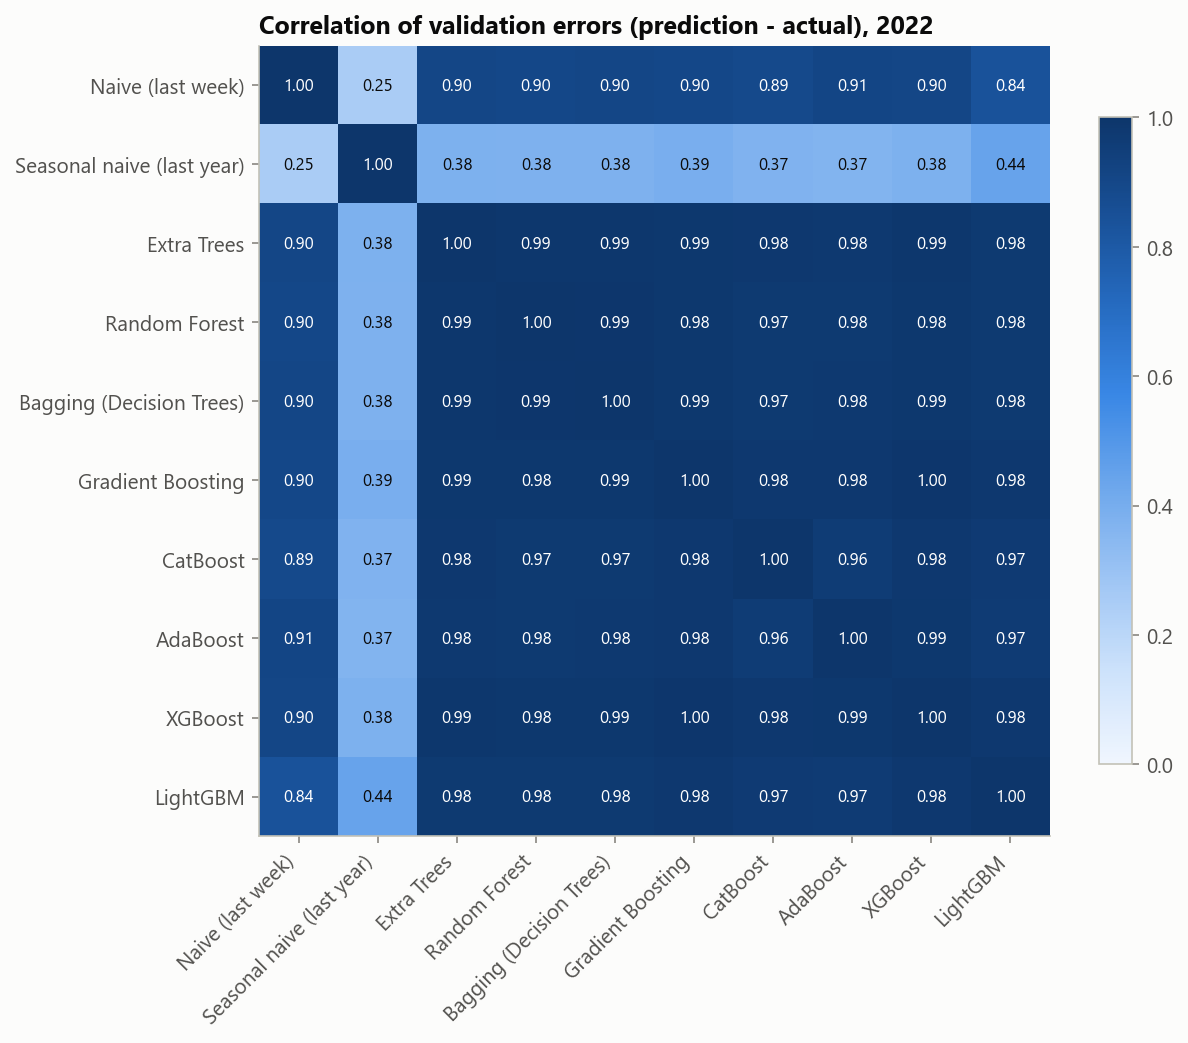 Correlation of validation errors (prediction - actual), 2022
Naive (last week) 1.00 0.25 0.90 0.90 0.90 0.90 0.89 0.91 0.90 0.84
Seasonal naive (last year) 0.25 1.00 0.38 0.38 0.38 0.39 0.37 0.37 0.38 0.44
Extra Trees 0.90 0.38 1.00 0.99 0.99 0.99 0.98 0.98 0.99 0.98
Random Forest 0.90 0.38 0.99 1.00 0.99 0.98 0.97 0.98 0.98 0.98
Bagging (Decision Trees) 0.90 0.38 0.99 0.99 1.00 0.99 0.97 0.98 0.99 0.98
Gradient Boosting 0.90 0.39 0.99 0.98 0.99 1.00 0.98 0.98 1.00 0.98
CatBoost 0.89 0.37 0.98 0.97 0.97 0.98 1.00 0.96 0.98 0.97
AdaBoost 0.91 0.37 0.98 0.98 0.98 0.98 0.96 1.00 0.99 0.97
XGBoost 0.90 0.38 0.99 0.98 0.99 1.00 0.98 0.99 1.00 0.98
LightGBM 0.84 0.44 0.98 0.98 0.98 0.98 0.97 0.97 0.98 1.00
Naive (last week)
Seasonal naive (last year)
Extra Trees
Random Forest
Bagging (Decision Trees)
Gradient Boosting
CatBoost
AdaBoost
XGBoost
LightGBM
1.0
0.8
0.6
0.4
0.2
0.0